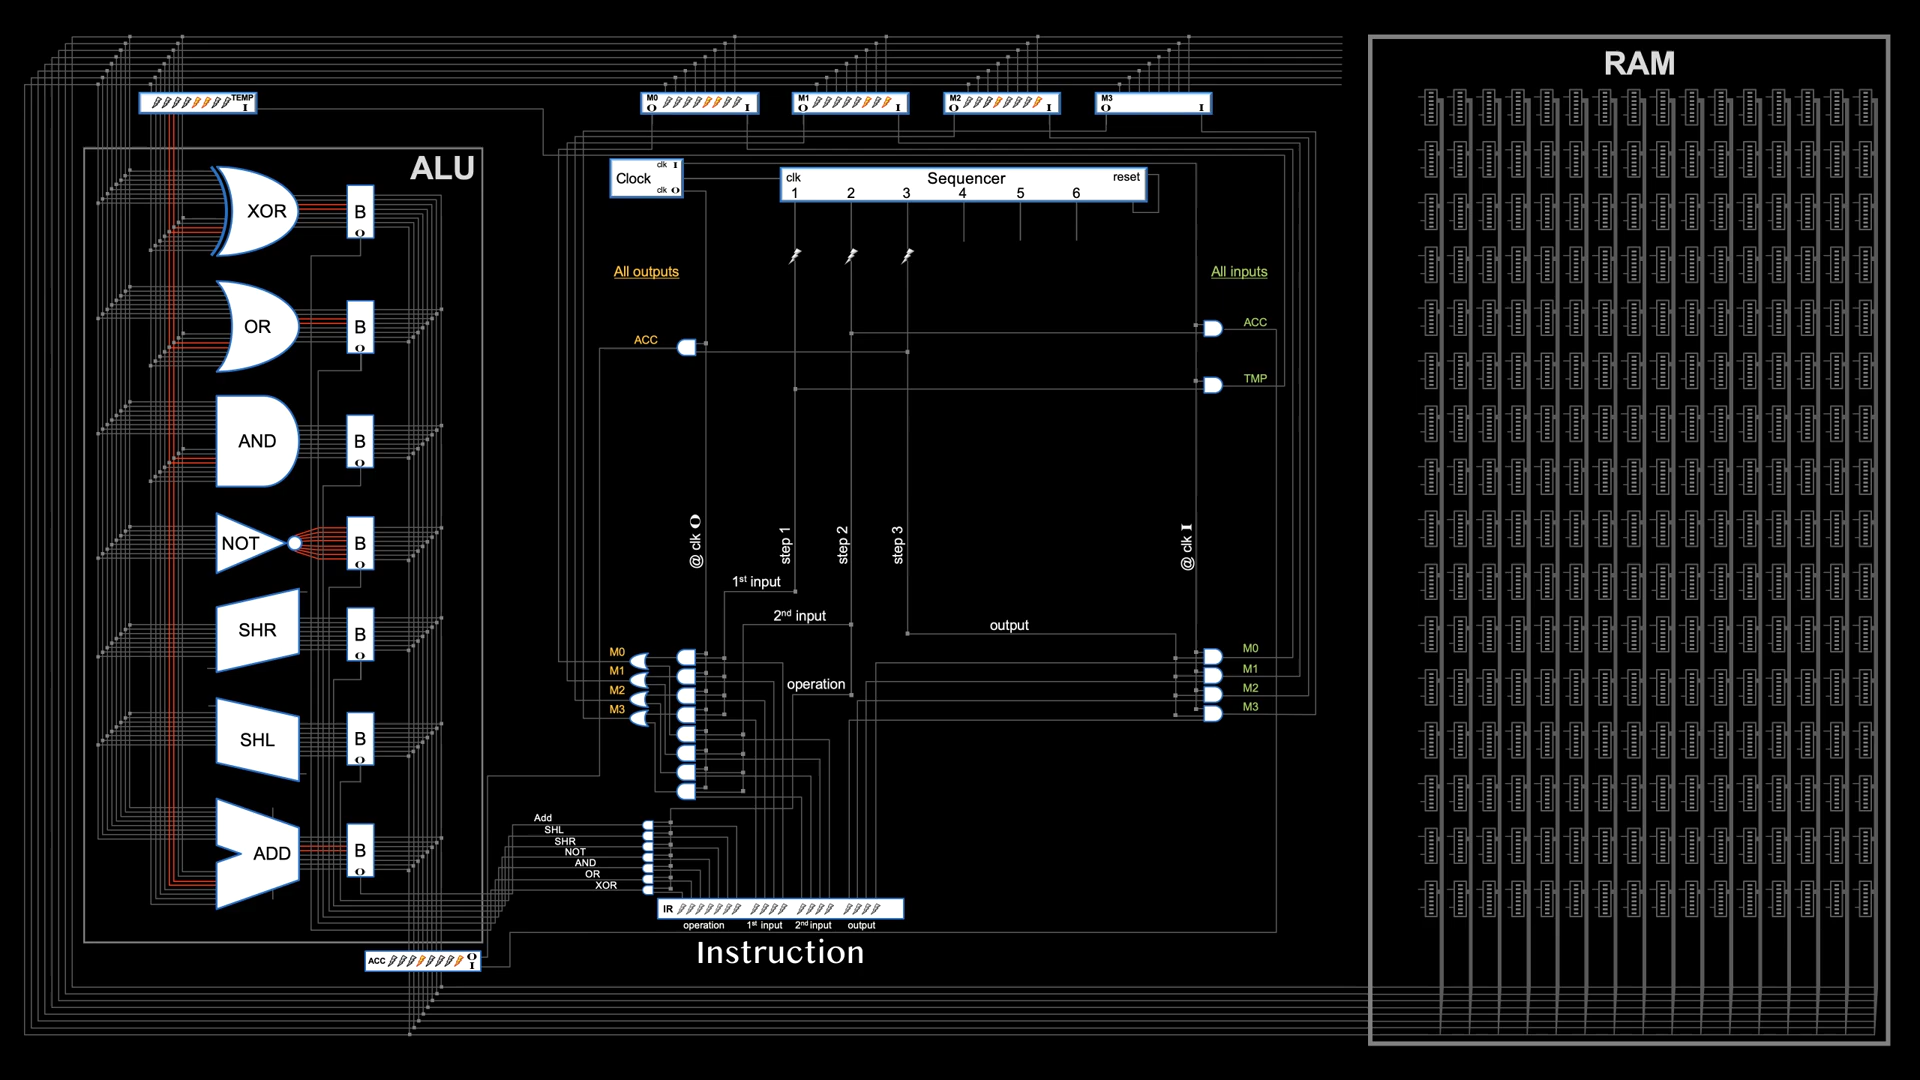 RAM
TEMP
I
M0
O I
M1
O I
M2
O I
M3
O I
ALU
Clock
clk I
clk O
clk Sequencer reset
1 2 3 4 5 6
XOR
B
O
All outputs
All inputs
OR
B
O
ACC
ACC
TMP
AND
B
O
NOT
B
O
@ clk O
step 1
step 2
step 3
@ clk I
1st input
2nd input
output
SHR
B
O
M0
M1
M2
M3
operation
M0
M1
M2
M3
SHL
B
O
ADD
B
O
Add
SHL
SHR
NOT
AND
OR
XOR
IR
operation 1st input 2nd input output
Instruction
ACC
O
I